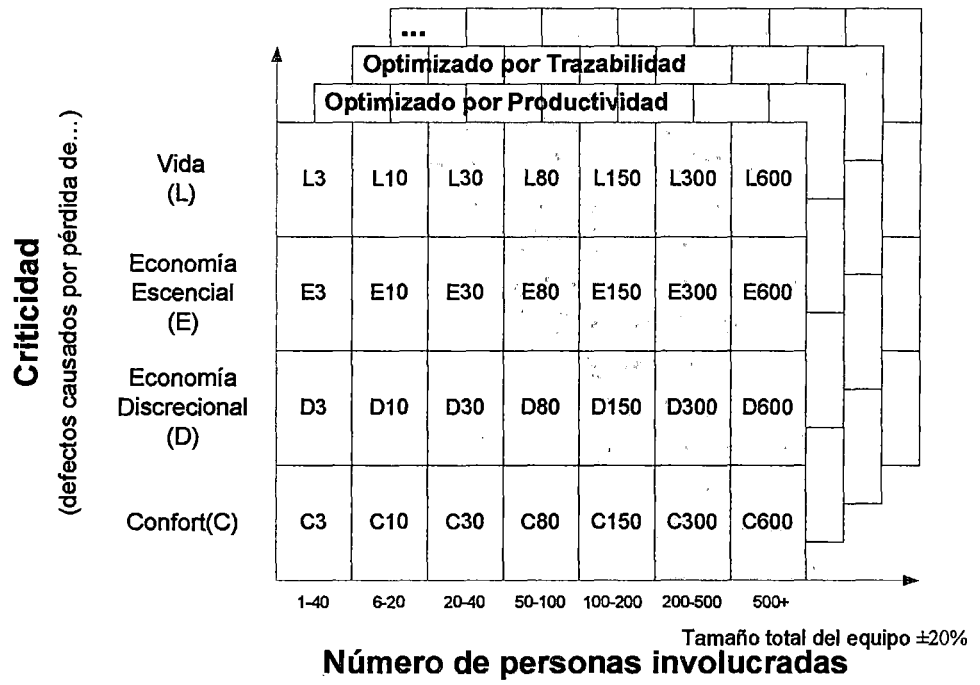 ...
Optimizado por Trazabilidad
Optimizado por Productividad
Criticidad
(defectos causados por pérdida de...)
Vida
(L)
L3 L10 L30 L80 L150 L300 L600
Economía
Escencial
(E)
E3 E10 E30 E80 E150 E300 E600
Economía
Discrecional
(D)
D3 D10 D30 D80 D150 D300 D600
Confort(C)
C3 C10 C30 C80 C150 C300 C600
1-40 6-20 20-40 50-100 100-200 200-500 500+
Tamaño total del equipo ±20%
Número de personas involucradas